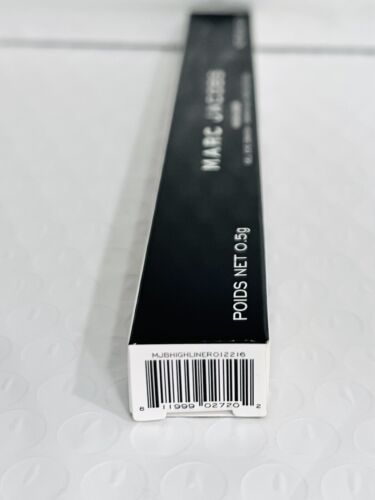 MARC JACOBS
POIDS NET 0.5g
MJBHIGHLINER012216
6 11999 02720 2